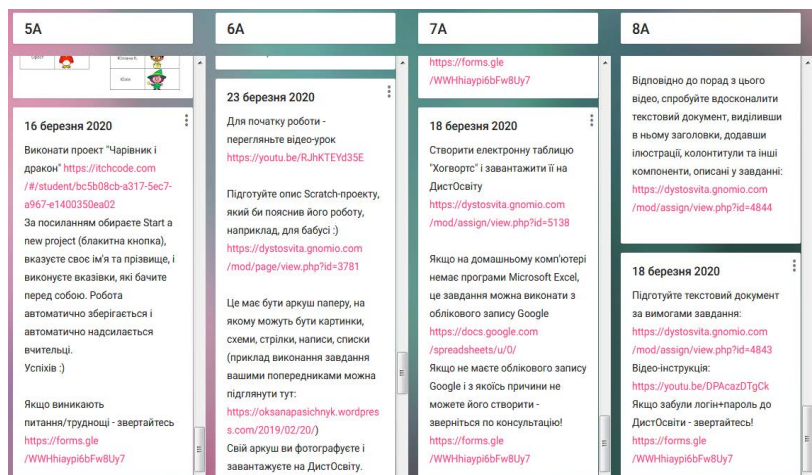 5А
Орест
Юліана К.
Юлія
16 березня 2020
Виконати проект "Чарівник і
дракон" https://itchcode.com
/#/student/bc5b08cb-a317-5ec7-
a967-e1400350ea02
За посиланням обираєте Start a
new project (блакитна кнопка),
вказуєте своє ім'я та прізвище, і
виконуєте вказівки, які бачите
перед собою. Робота
автоматично зберігається і
автоматично надсилається
вчительці.
Успіхів :)
Якщо виникають
питання/труднощі - звертайтесь
https://forms.gle
/WWHhiaypi6bFw8Uy7
6А
23 березня 2020
Для початку роботи -
перегляньте відео-урок
https://youtu.be/RJhKTEYd35E
Підготуйте опис Scratch-проекту,
який би пояснив його роботу,
наприклад, для бабусі :)
https://dystosvita.gnomio.com
/mod/page/view.php?id=3781
Це має бути аркуш паперу, на
якому можуть бути картинки,
схеми, стрілки, написи, списки
(приклад виконання завдання
вашими попередниками можна
підглянути тут:
https://oksanapasichnyk.wordpres
s.com/2019/02/20/)
Свій аркуш ви фотографуєте і
завантажуєте на ДистОсвіту.
7А
https://forms.gle
/WWHhiaypi6bFw8Uy7
18 березня 2020
Створити електронну таблицю
"Хогвортс" і завантажити її на
ДистОсвіту
https://dystosvita.gnomio.com
/mod/assign/view.php?id=5138
Якщо на домашньому комп'ютері
немає програми Microsoft Excel,
це завдання можна виконати з
облікового запису Google
https://docs.google.com
/spreadsheets/u/0/
Якщо не маєте облікового запису
Google і з якоїсь причини не
можете його створити -
зверніться по консультацію!
https://forms.gle
/WWHhiaypi6bFw8Uy7
8А
Відповідно до порад з цього
відео, спробуйте вдосконалити
текстовий документ, виділивши
в ньому заголовки, додавши
ілюстрації, колонтитули та інші
компоненти, описані у завданні:
https://dystosvita.gnomio.com
/mod/assign/view.php?id=4844
18 березня 2020
Підготуйте текстовий документ
за вимогами завдання:
https://dystosvita.gnomio.com
/mod/assign/view.php?id=4843
Відео-інструкція:
https://youtu.be/DPAcazDTgCk
Якщо забули логін+пароль до
ДистОсвіти - звертайтесь!
https://forms.gle
/WWHhiaypi6bFw8Uy7